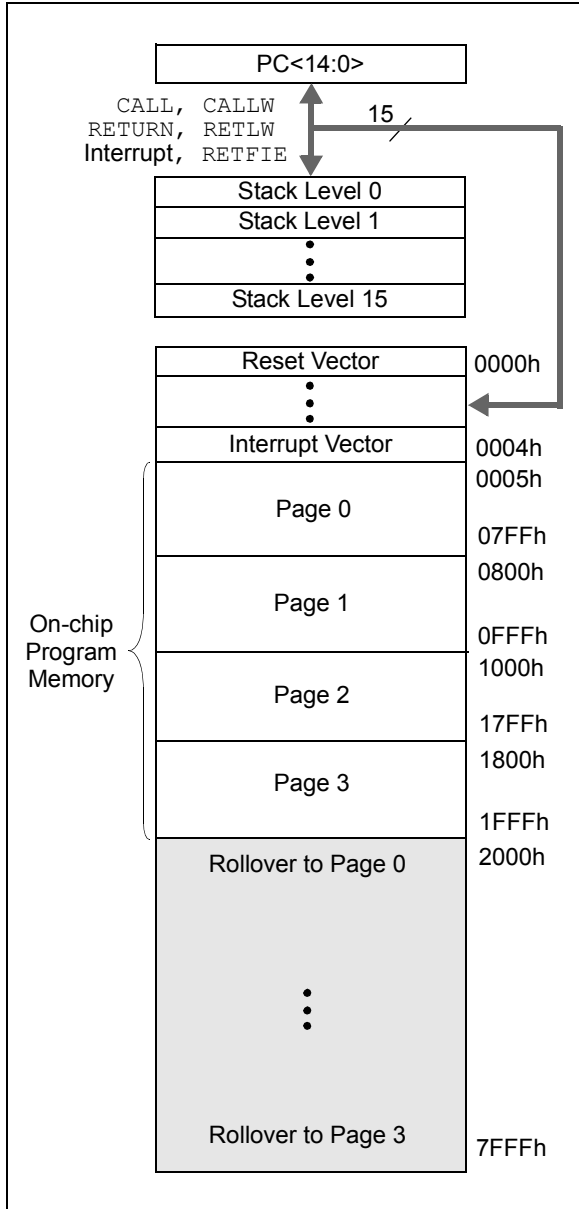 PC<14:0>
CALL, CALLW
RETURN, RETLW
Interrupt, RETFIE
15
Stack Level 0
Stack Level 1
Stack Level 15
Reset Vector
0000h
Interrupt Vector
0004h
0005h
Page 0
07FFh
0800h
Page 1
0FFFh
On-chip
Program
Memory
1000h
Page 2
17FFh
1800h
Page 3
1FFFh
Rollover to Page 0
2000h
Rollover to Page 3
7FFFh